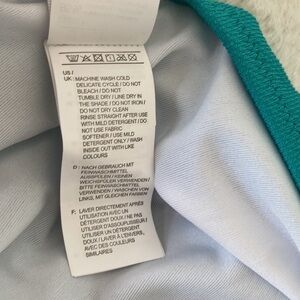 US /
UK : MACHINE WASH COLD
DELICATE CYCLE / DO NOT
BLEACH / DO NOT
TUMBLE DRY / LINE DRY IN
THE SHADE / DO NOT IRON /
DO NOT DRY CLEAN
RINSE STRAIGHT AFTER USE
WITH MILD DETERGENT / DO
NOT USE FABRIC
SOFTENER / USE MILD
DETERGENT ONLY / WASH
INSIDE OUT WITH LIKE
COLOURS
D : NACH GEBRAUCH MIT
FEINWASCHMITTEL
AUSSPÜLEN / KEINEN
WEICHSPÜLER VERWENDEN /
BITTE FEINWASCHMITTEL
VERWENDEN / WASCHEN VON
LINKS, MIT GLEICHEN FARBEN
F : LAVER DIRECTEMENT APRÈS
UTILISATION AVEC UN
DÉTERGENT DOUX / NE PAS
UTILISER D'ASSOUPLISSEUR /
UTILISER UN DÉTERGENT
DOUX / LAVER À L'ENVERS
AVEC DES COULEURS
SIMILAIRES